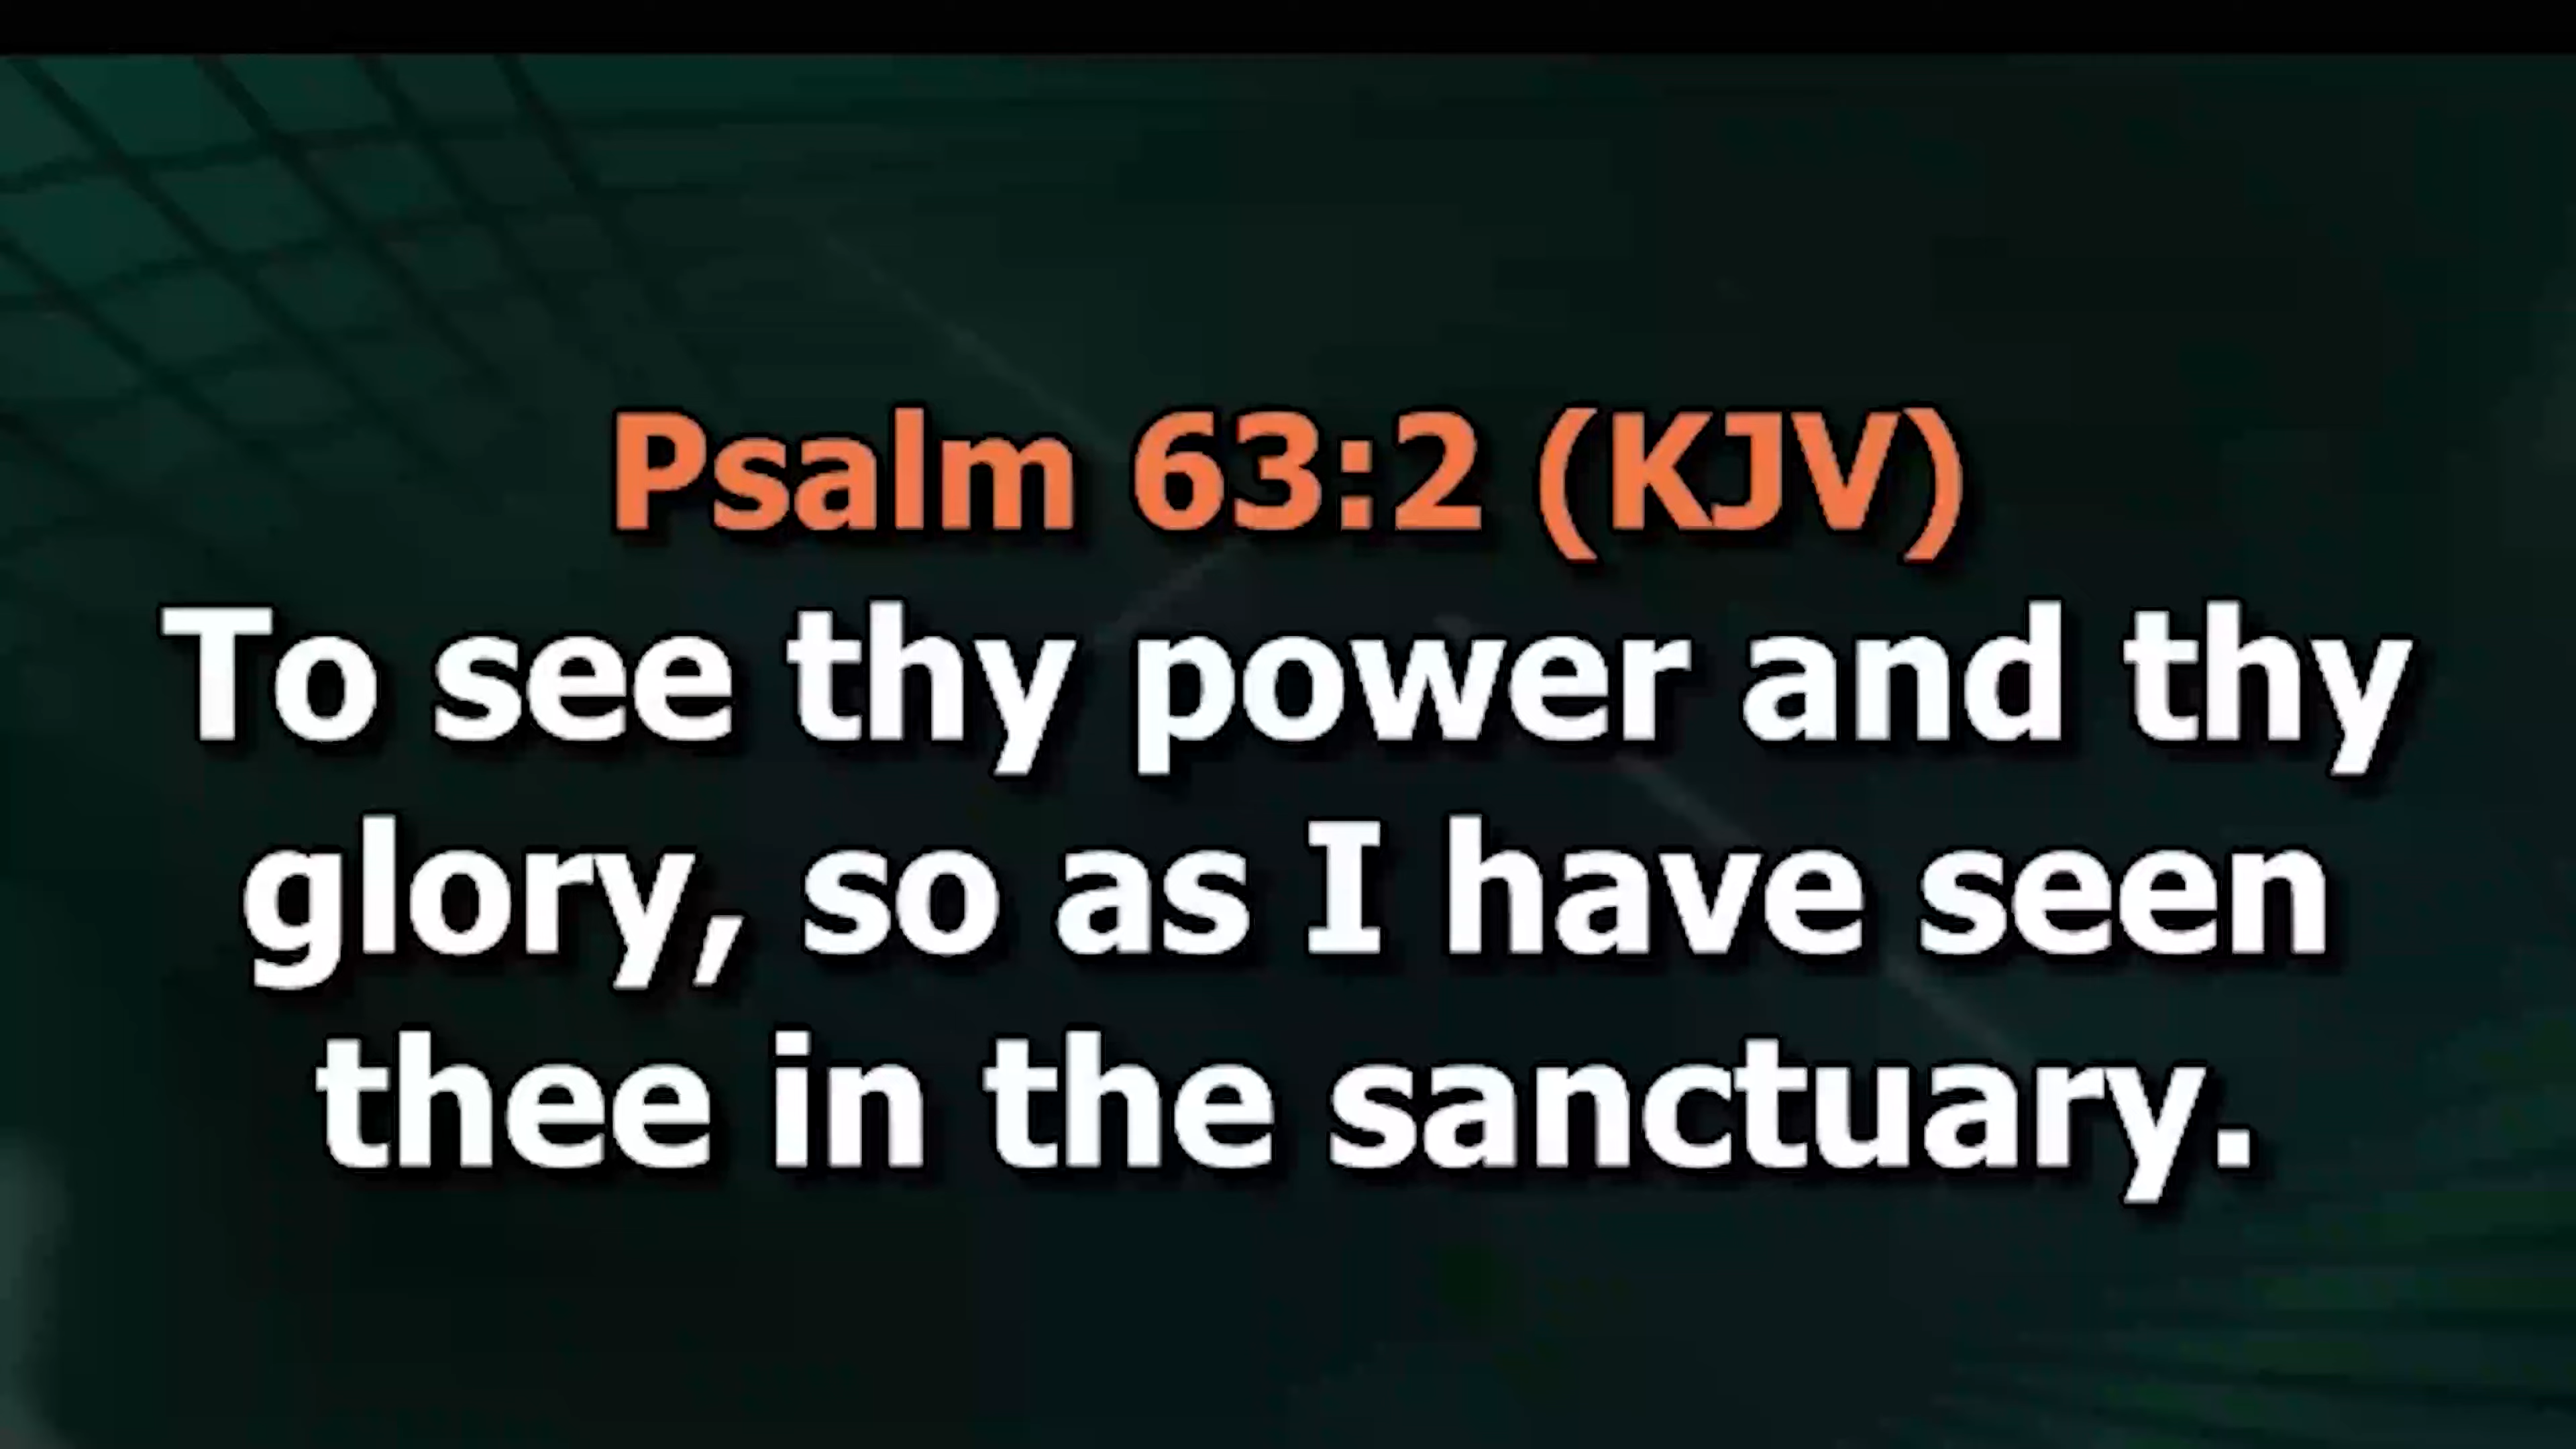 Psalm 63:2 (KJV)
To see thy power and thy
glory, so as I have seen
thee in the sanctuary.